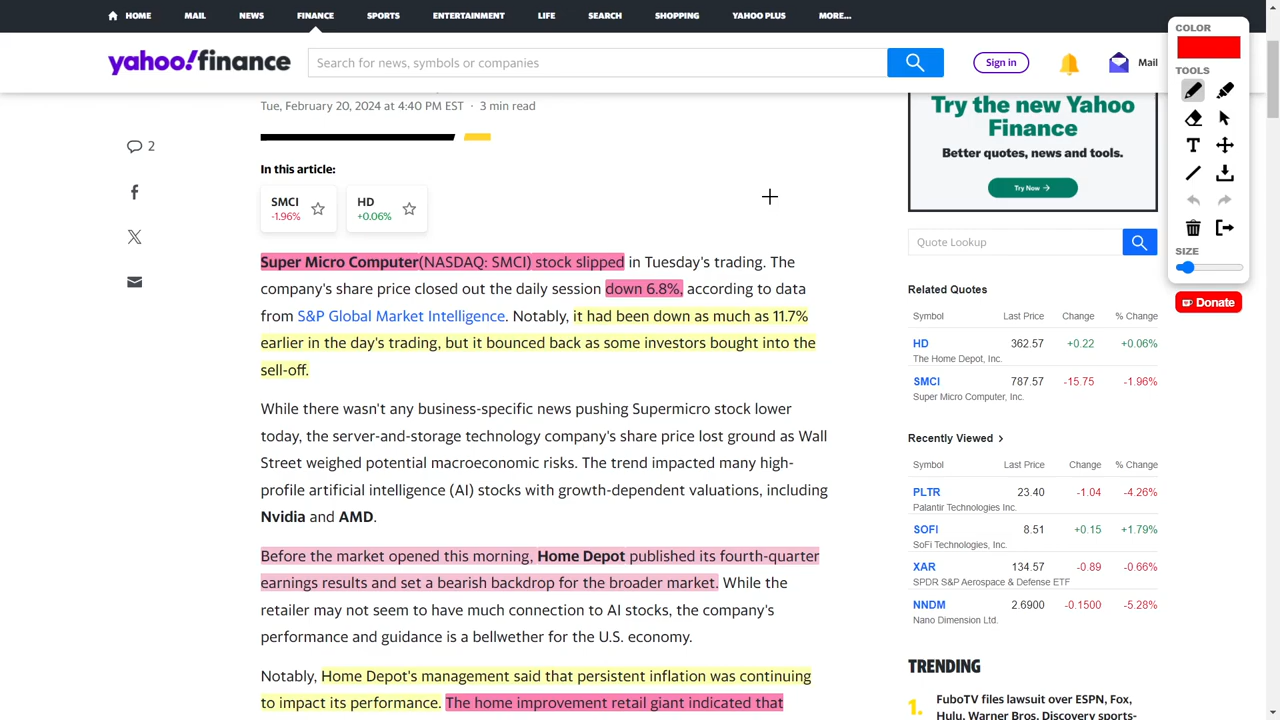 HOME MAIL NEWS FINANCE SPORTS ENTERTAINMENT LIFE SEARCH SHOPPING YAHOO PLUS MORE...
yahoo!finance
Search for news, symbols or companies
Sign in
Mail
Tue, February 20, 2024 at 4:40 PM EST · 3 min read
2
In this article:
SMCI
-1.96%
HD
+0.06%
Super Micro Computer(NASDAQ: SMCI) stock slipped in Tuesday's trading. The
company's share price closed out the daily session down 6.8%, according to data
from S&P Global Market Intelligence. Notably, it had been down as much as 11.7%
earlier in the day's trading, but it bounced back as some investors bought into the
sell-off.
While there wasn't any business-specific news pushing Supermicro stock lower
today, the server-and-storage technology company's share price lost ground as Wall
Street weighed potential macroeconomic risks. The trend impacted many high-
profile artificial intelligence (AI) stocks with growth-dependent valuations, including
Nvidia and AMD.
Before the market opened this morning, Home Depot published its fourth-quarter
earnings results and set a bearish backdrop for the broader market. While the
retailer may not seem to have much connection to AI stocks, the company's
performance and guidance is a bellwether for the U.S. economy.
Notably, Home Depot's management said that persistent inflation was continuing
to impact its performance. The home improvement retail giant indicated that
Try the new Yahoo
Finance
Better quotes, news and tools.
Try Now →
Quote Lookup
Related Quotes
Symbol Last Price Change % Change
HD 362.57 +0.22 +0.06%
The Home Depot, Inc.
SMCI 787.57 -15.75 -1.96%
Super Micro Computer, Inc.
Recently Viewed
Symbol Last Price Change % Change
PLTR 23.40 -1.04 -4.26%
Palantir Technologies Inc.
SOFI 8.51 +0.15 +1.79%
SoFi Technologies, Inc.
XAR 134.57 -0.89 -0.66%
SPDR S&P Aerospace & Defense ETF
NNDM 2.6900 -0.1500 -5.28%
Nano Dimension Ltd.
TRENDING
1. FuboTV files lawsuit over ESPN, Fox,
Hulu, Warner Bros. Discovery sports-
COLOR
TOOLS
T
SIZE
Donate